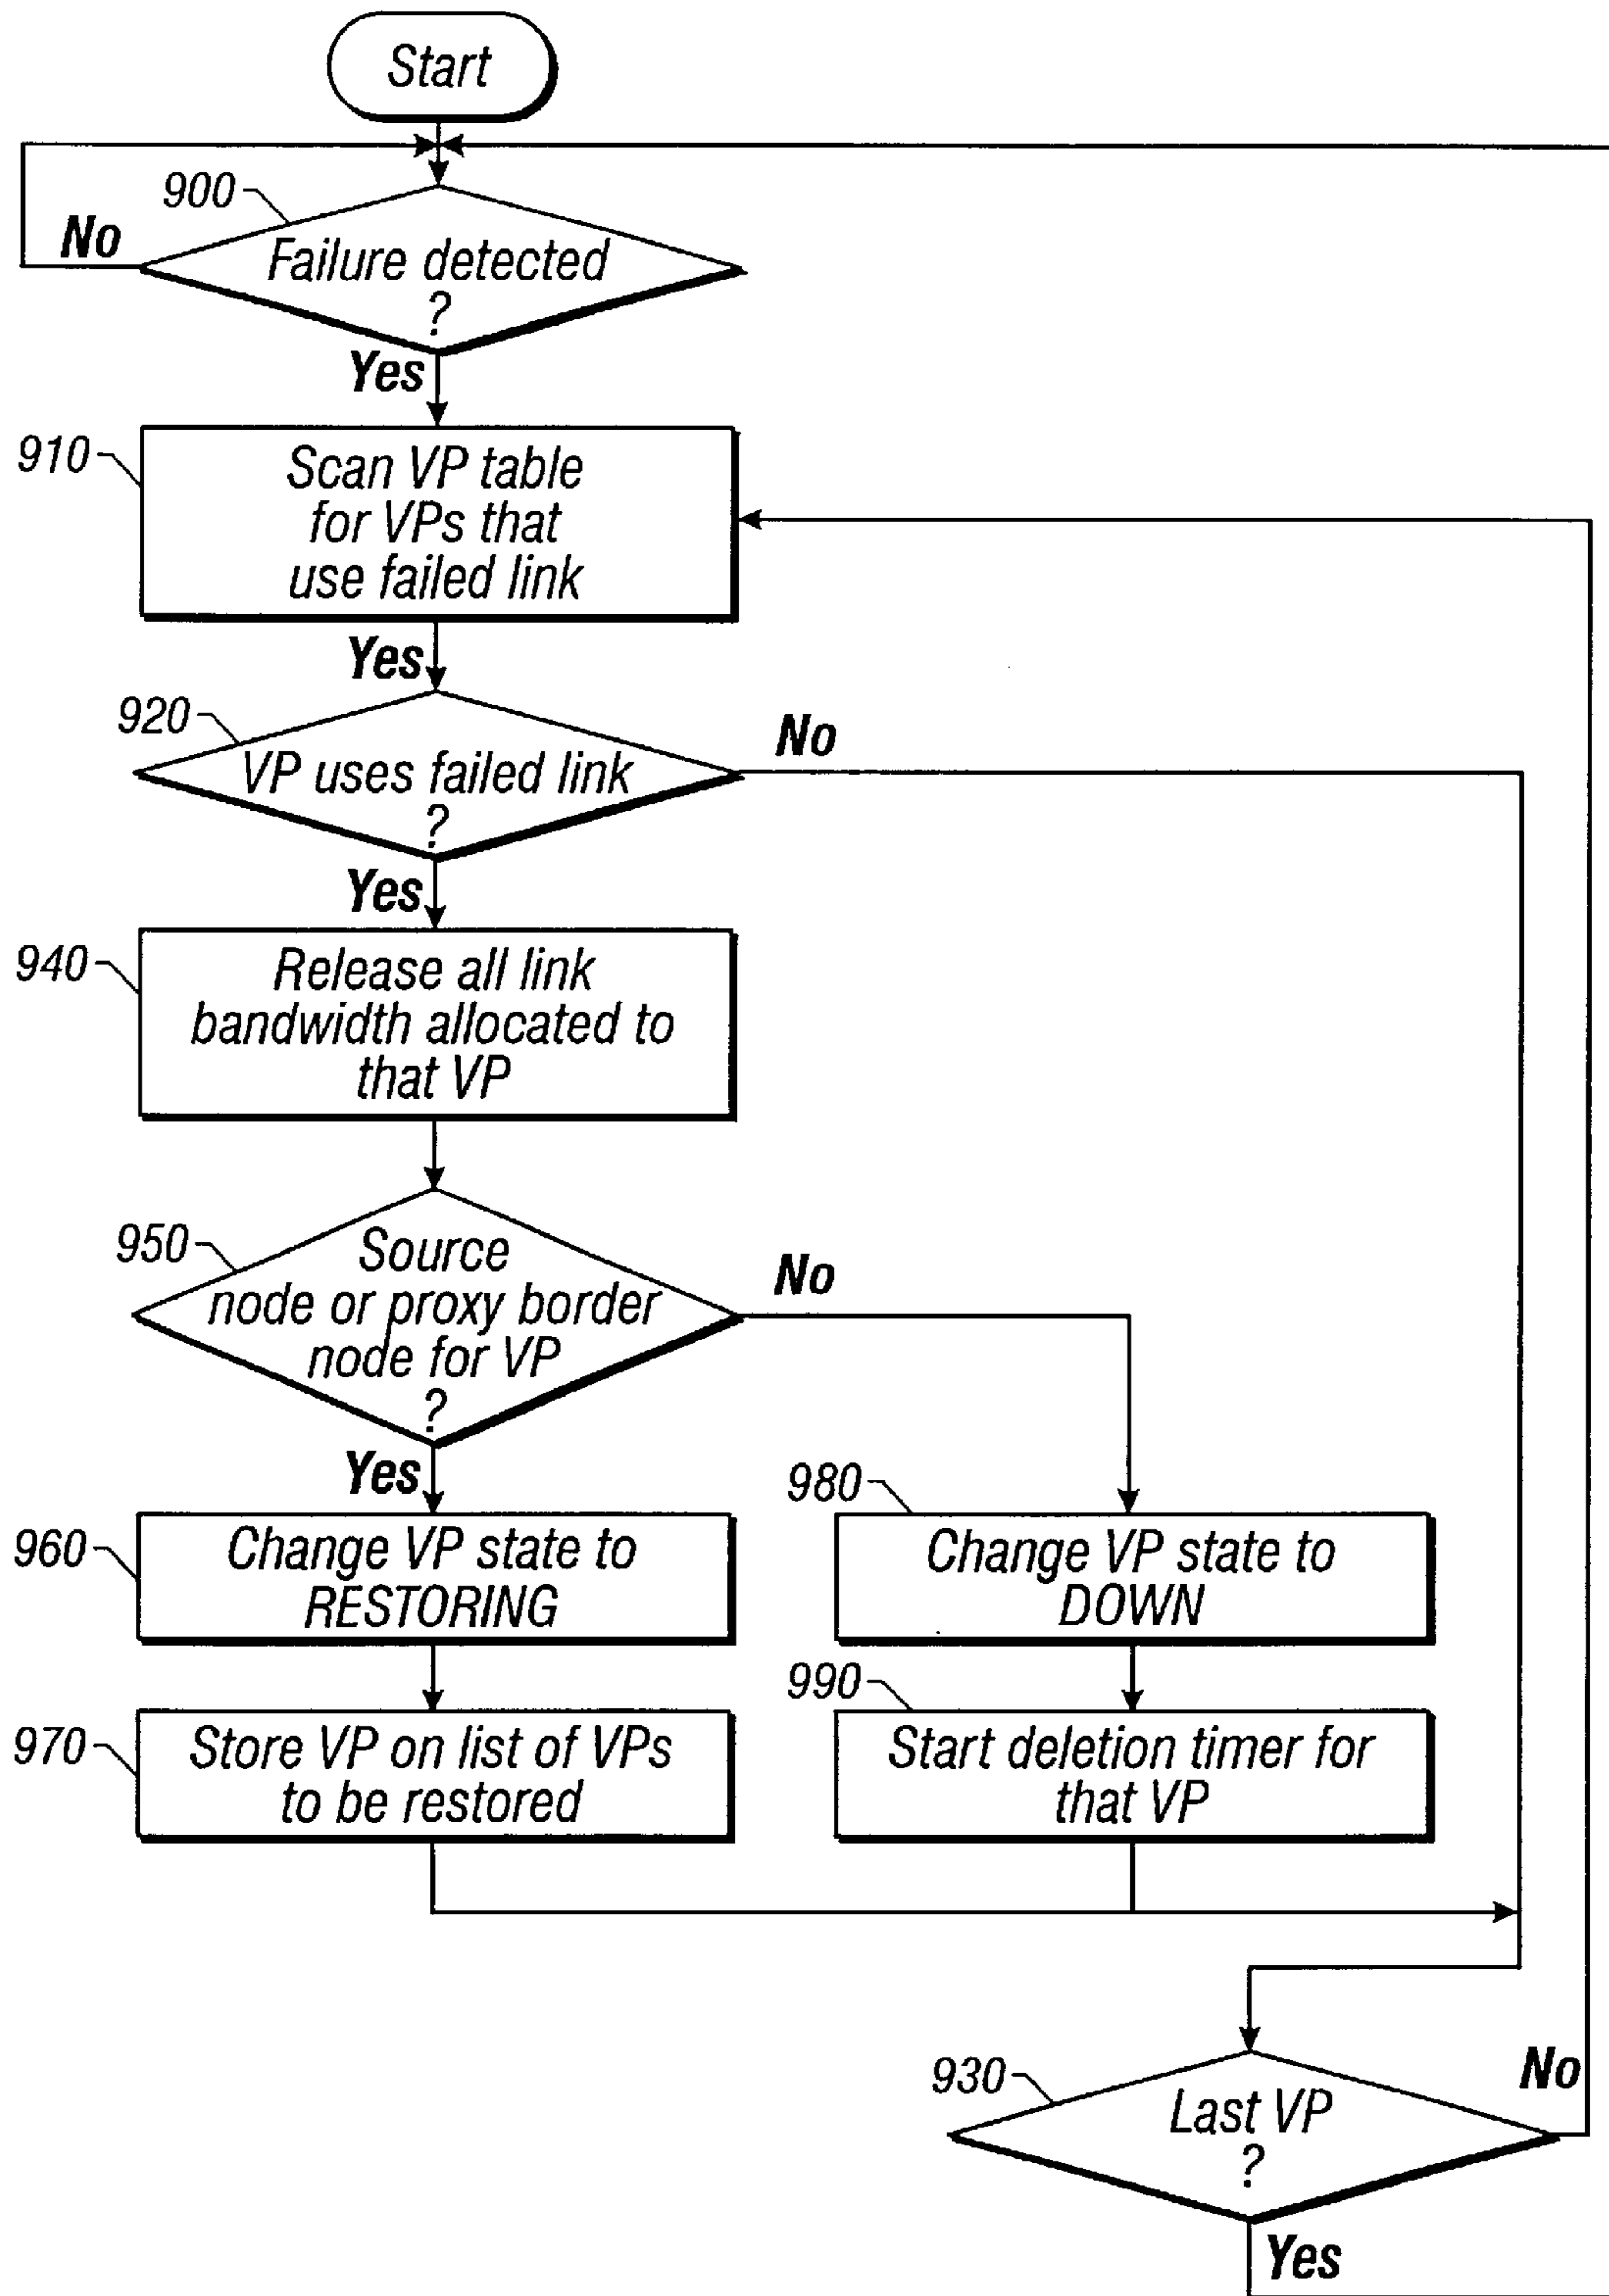 Start
900
No
Failure detected
?
Yes
910
Scan VP table
for VPs that
use failed link
Yes
920
No
VP uses failed link
?
Yes
940
Release all link
bandwidth allocated to
that VP
950
Source
node or proxy border
node for VP
?
No
Yes
960
Change VP state to
RESTORING
980
Change VP state to
DOWN
970
Store VP on list of VPs
to be restored
990
Start deletion timer for
that VP
930
Last VP
?
No
Yes